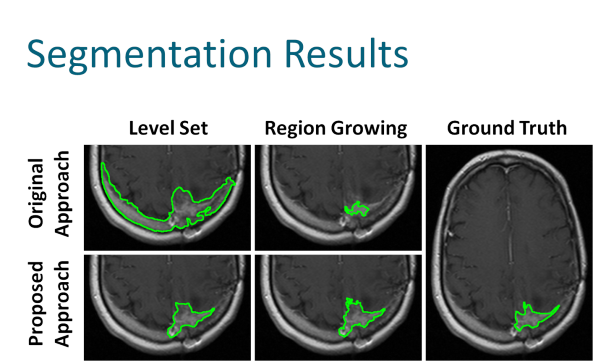 Segmentation Results
Level Set
Region Growing
Ground Truth
Original
Approach
Proposed
Approach